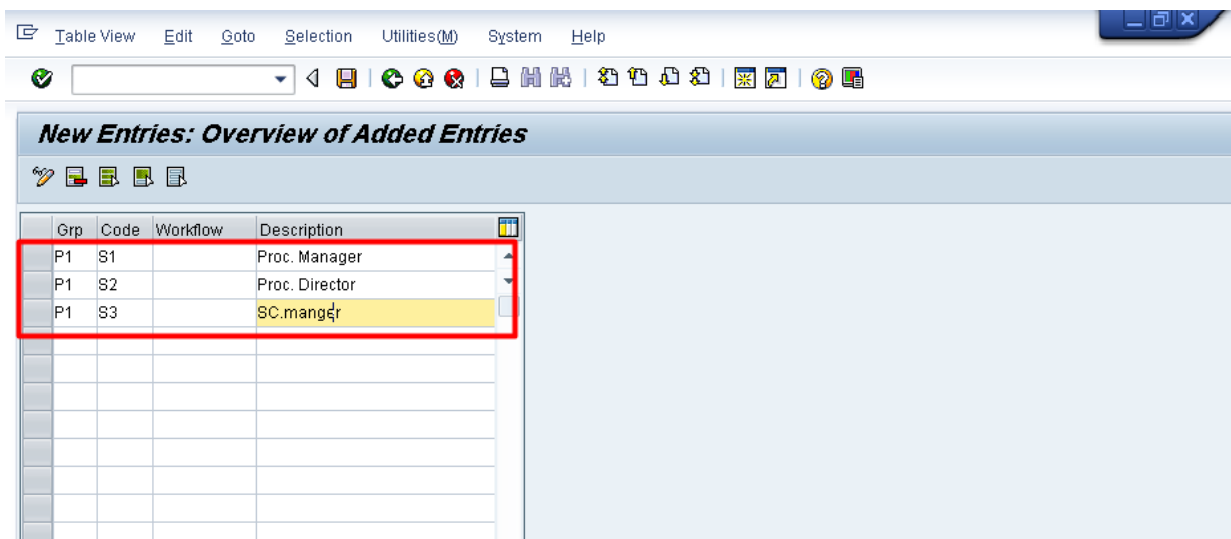 Table View Edit Goto Selection Utilities(M) System Help
New Entries: Overview of Added Entries
Grp Code Workflow Description
P1 S1 Proc. Manager
P1 S2 Proc. Director
P1 S3 SC.manger